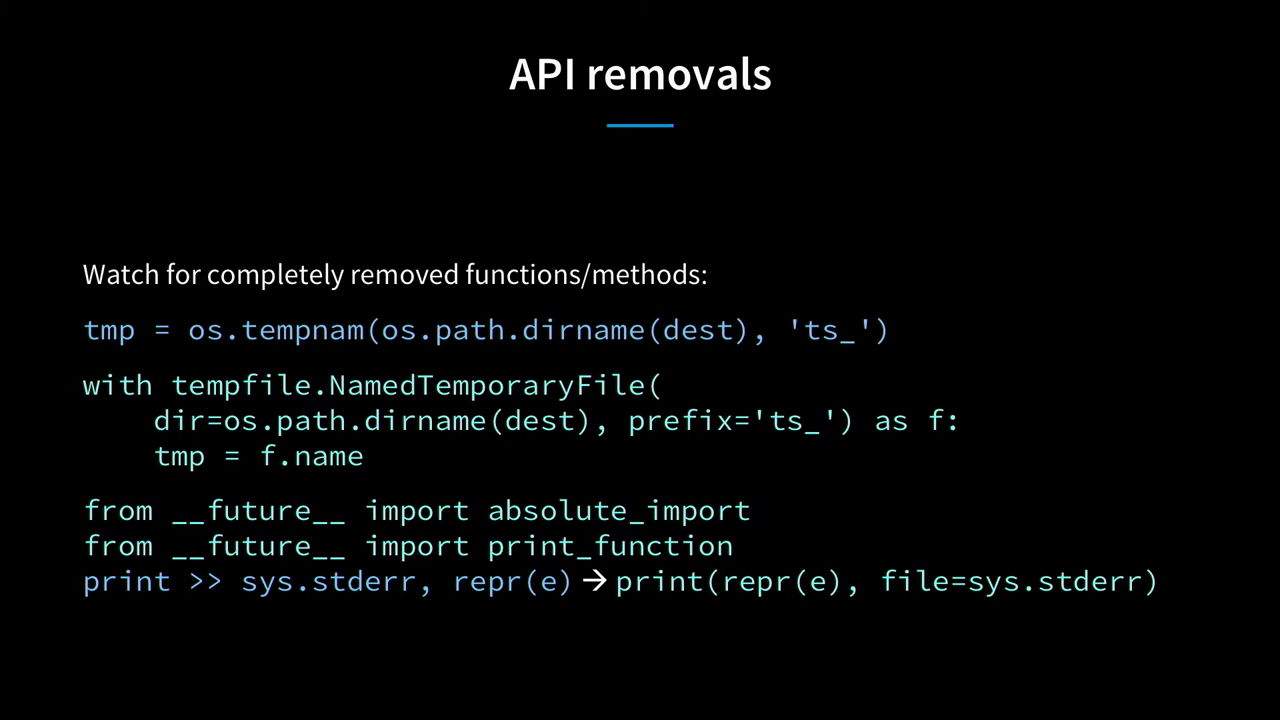 API removals
Watch for completely removed functions/methods:
tmp = os.tempnam(os.path.dirname(dest), 'ts_')
with tempfile.NamedTemporaryFile(
    dir=os.path.dirname(dest), prefix='ts_') as f:
    tmp = f.name
from __future__ import absolute_import
from __future__ import print_function
print >> sys.stderr, repr(e) → print(repr(e), file=sys.stderr)